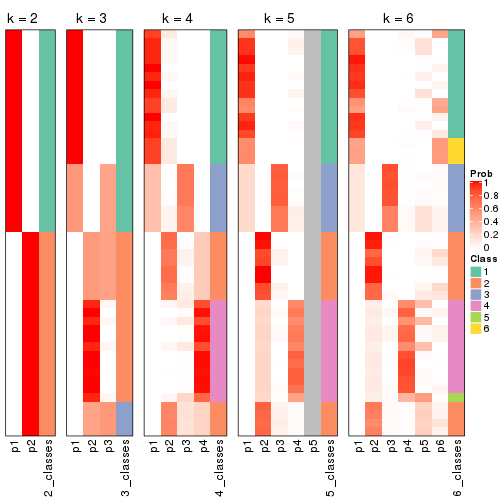 k = 2
k = 3
k = 4
k = 5
k = 6
p1
p2
2_classes
p1
p2
p3
3_classes
p1
p2
p3
p4
4_classes
p1
p2
p3
p4
p5
5_classes
p1
p2
p3
p4
p5
p6
6_classes
Prob
1
0.8
0.6
0.4
0.2
0
Class
1
2
3
4
5
6